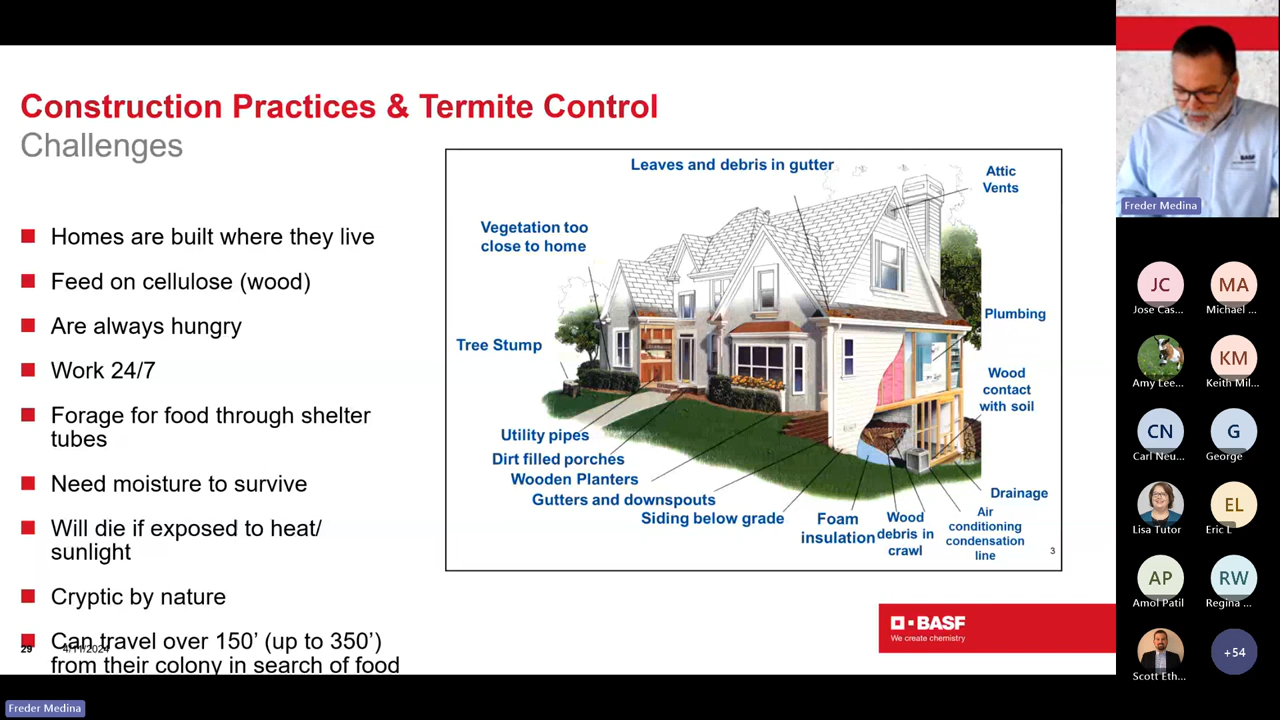 Construction Practices & Termite Control
Challenges
Homes are built where they live
Feed on cellulose (wood)
Are always hungry
Work 24/7
Forage for food through shelter
tubes
Need moisture to survive
Will die if exposed to heat/
sunlight
Cryptic by nature
Can travel over 150’ (up to 350’)
from their colony in search of food
29
4/11/2024
Leaves and debris in gutter
Attic
Vents
Vegetation too
close to home
Tree Stump
Plumbing
Wood
contact
with soil
Utility pipes
Dirt filled porches
Wooden Planters
Gutters and downspouts
Siding below grade
Foam
insulation
Wood
debris in
crawl
Air
conditioning
condensation
line
Drainage
3
BASF
We create chemistry
BASF
Freder Medina
JC
Jose Cas...
MA
Michael ...
Amy Lee...
KM
Keith Mil...
CN
Carl Neu...
G
George
Lisa Tutor
EL
Eric L
AP
Amol Patil
RW
Regina ...
Scott Eth...
+54
Freder Medina